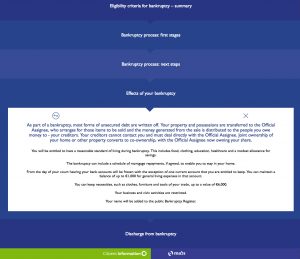 Eligibility criteria for bankruptcy – summary
Bankruptcy process: first stages
Bankruptcy process: next steps
Effects of your bankruptcy
As part of a bankruptcy, most forms of unsecured debt are written off. Your property and possessions are transferred to the Official
Assignee, who arranges for these items to be sold and the money generated from the sale is distributed to the people you owe
money to - your creditors. Your creditors cannot contact you and must deal directly with the Official Assignee. Joint ownership of
your home or other property converts to co-ownership, with the Official Assignee now owning your share.
You will be entitled to have a reasonable standard of living during bankruptcy. This includes food, clothing, education, healthcare and a modest allowance for
savings.
The bankruptcy can include a schedule of mortgage repayments, if agreed, to enable you to stay in your home.
From the day of your court hearing your bank accounts will be frozen with the exception of one current account that you are entitled to keep. You can maintain a
balance of up to €1,000 for general living expenses in that account.
You can keep necessities, such as clothes, furniture and tools of your trade, up to a value of €6,000.
Your business and civic activities are restricted.
Your name will be added to the public Bankruptcy Register.
Discharge from bankruptcy
Citizens Information
mabs